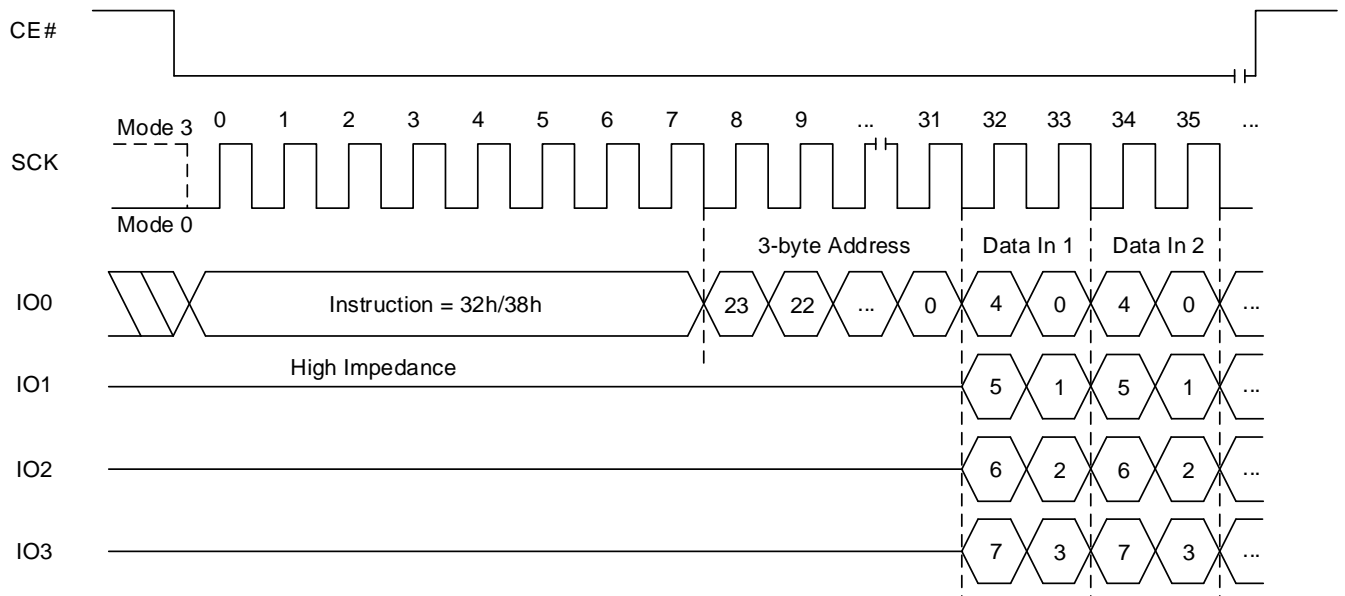 CE#
Mode 3 0 1 2 3 4 5 6 7 8 9 ... 31 32 33 34 35 ...
SCK
Mode 0
3-byte Address Data In 1 Data In 2
IO0 Instruction = 32h/38h 23 22 ... 0 4 0 4 0 ...
High Impedance
IO1 5 1 5 1 ...
IO2 6 2 6 2 ...
IO3 7 3 7 3 ...